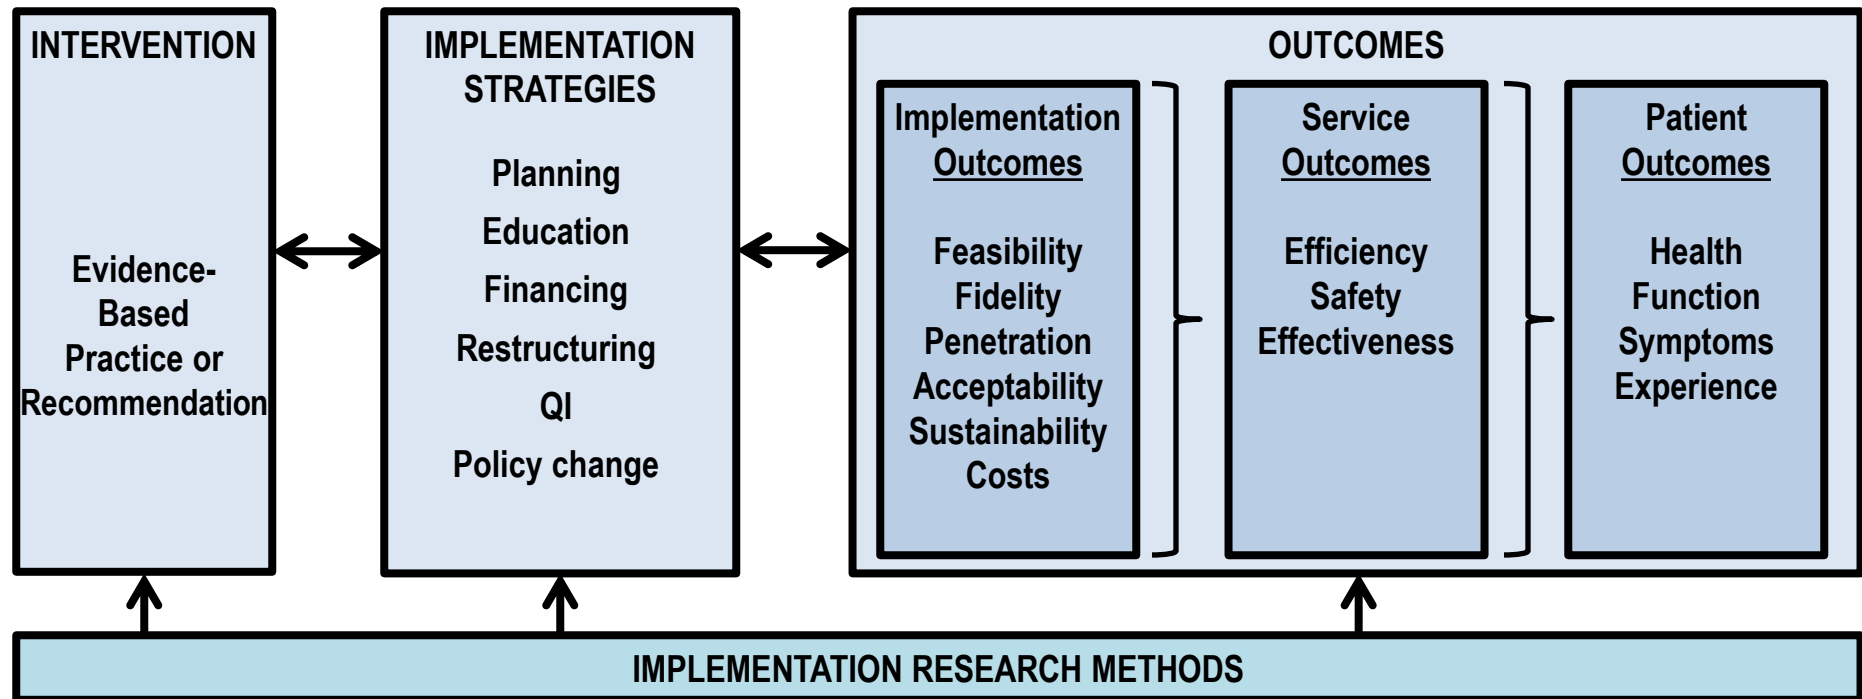 INTERVENTION
Evidence-
Based
Practice or
Recommendation
IMPLEMENTATION
STRATEGIES
Planning
Education
Financing
Restructuring
QI
Policy change
OUTCOMES
Implementation
Outcomes
Feasibility
Fidelity
Penetration
Acceptability
Sustainability
Costs
Service
Outcomes
Efficiency
Safety
Effectiveness
Patient
Outcomes
Health
Function
Symptoms
Experience
IMPLEMENTATION RESEARCH METHODS